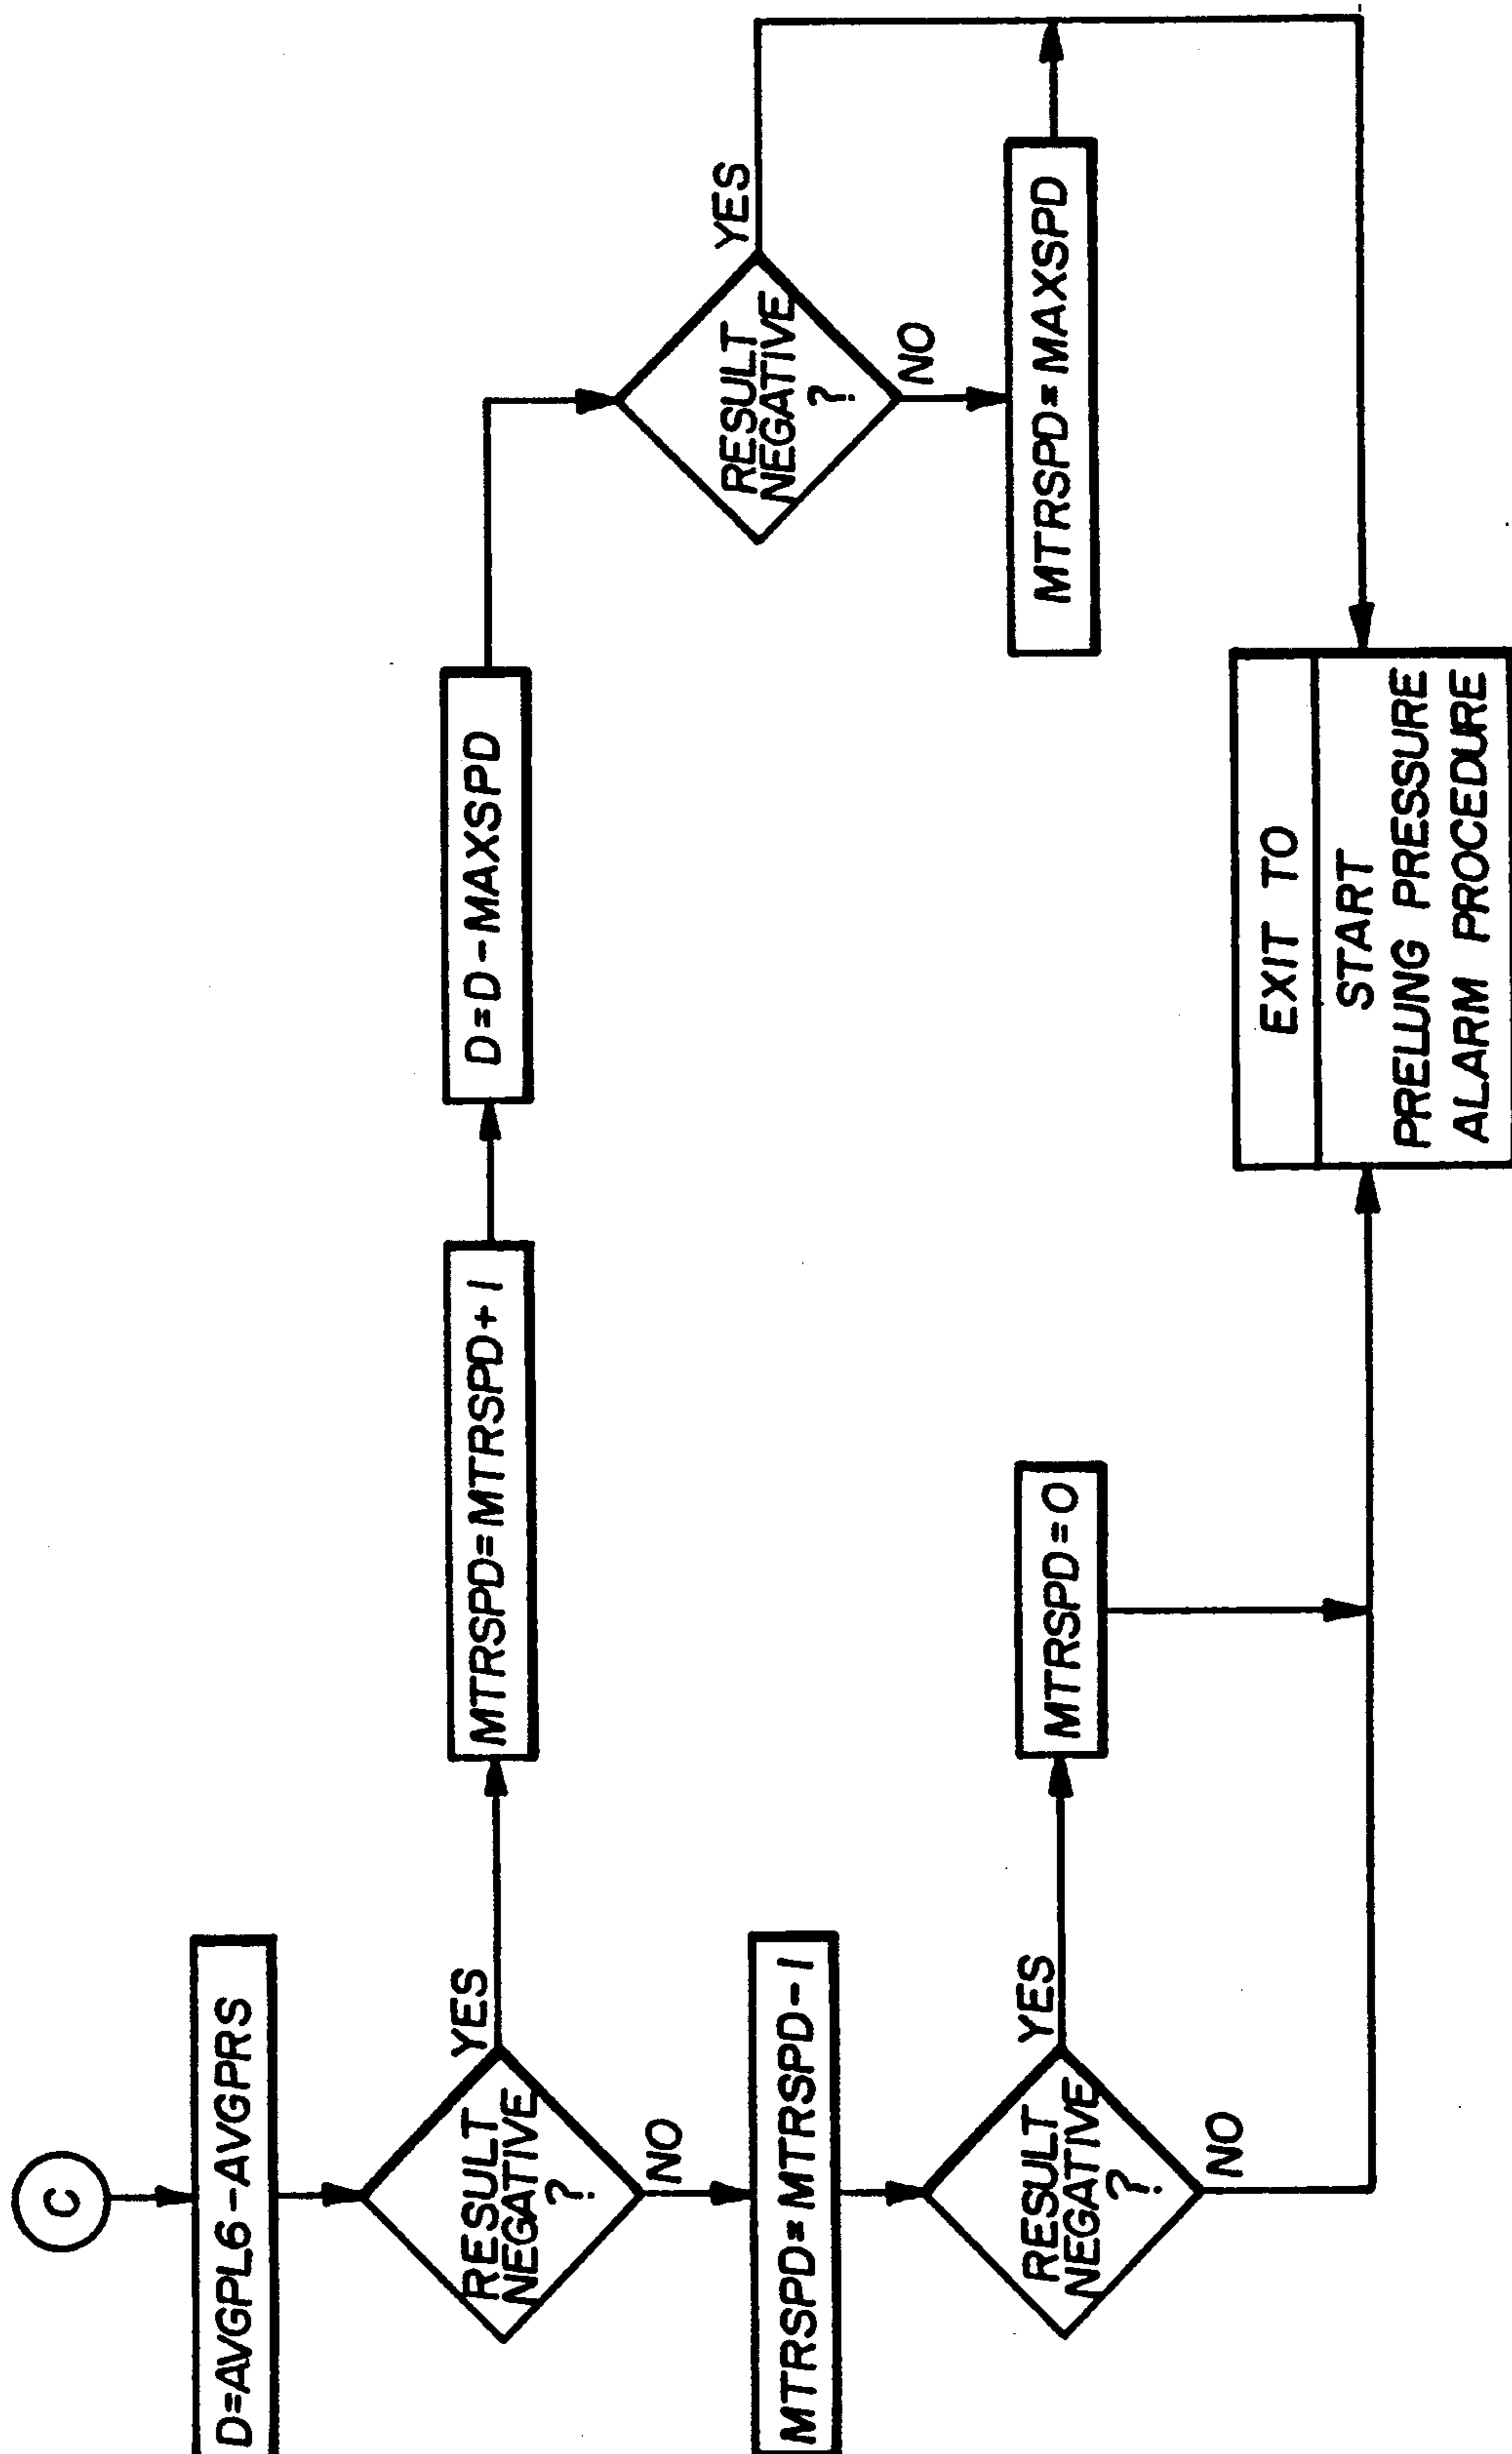 C
D=AVGPL6-AVGPRS
RESULT
NEGATIVE
?
YES
NO
MTRSPD=MTRSPD+1
D=D-MAXSPD
RESULT
NEGATIVE
?
YES
NO
MTRSPD=MAXSPD
MTRSPD=MTRSPD-1
RESULT
NEGATIVE
?
YES
NO
MTRSPD=0
EXIT TO
START
PRELUNG PRESSURE
ALARM PROCEDURE